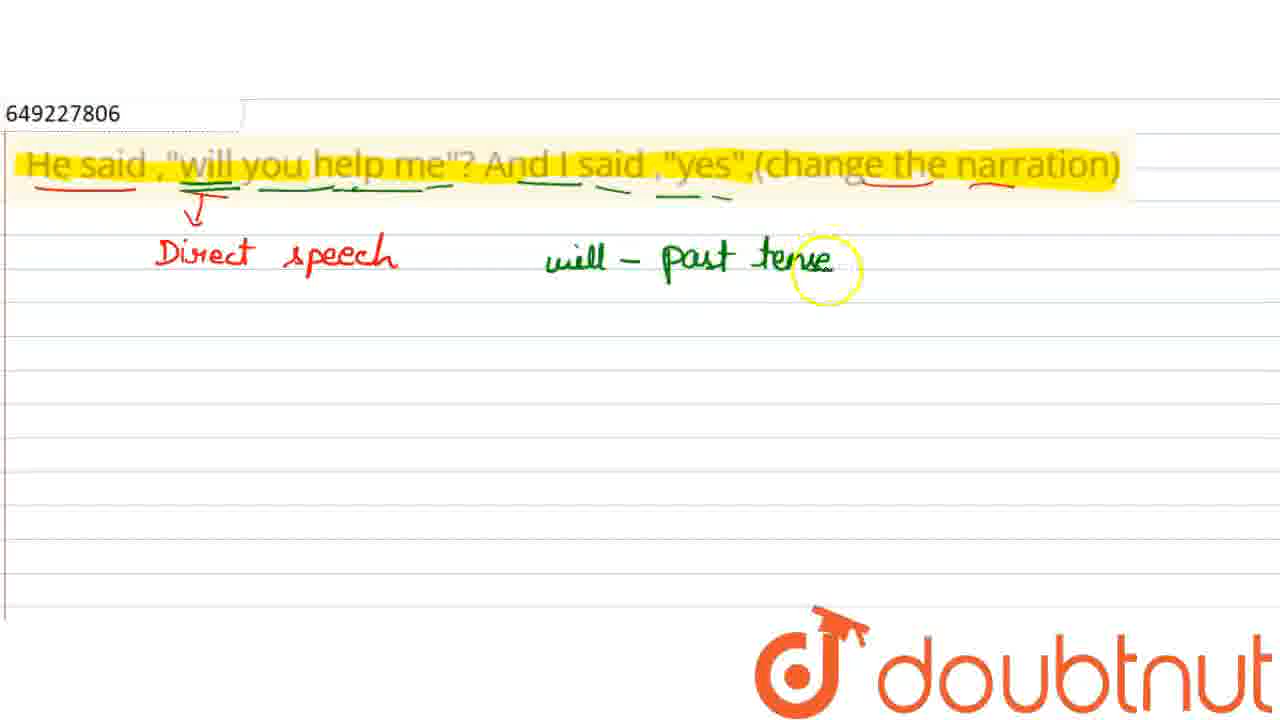 649227806
He said ,"will you help me"? And I said ,"yes".(change the narration)
Direct speech will - past tense
doubtnut